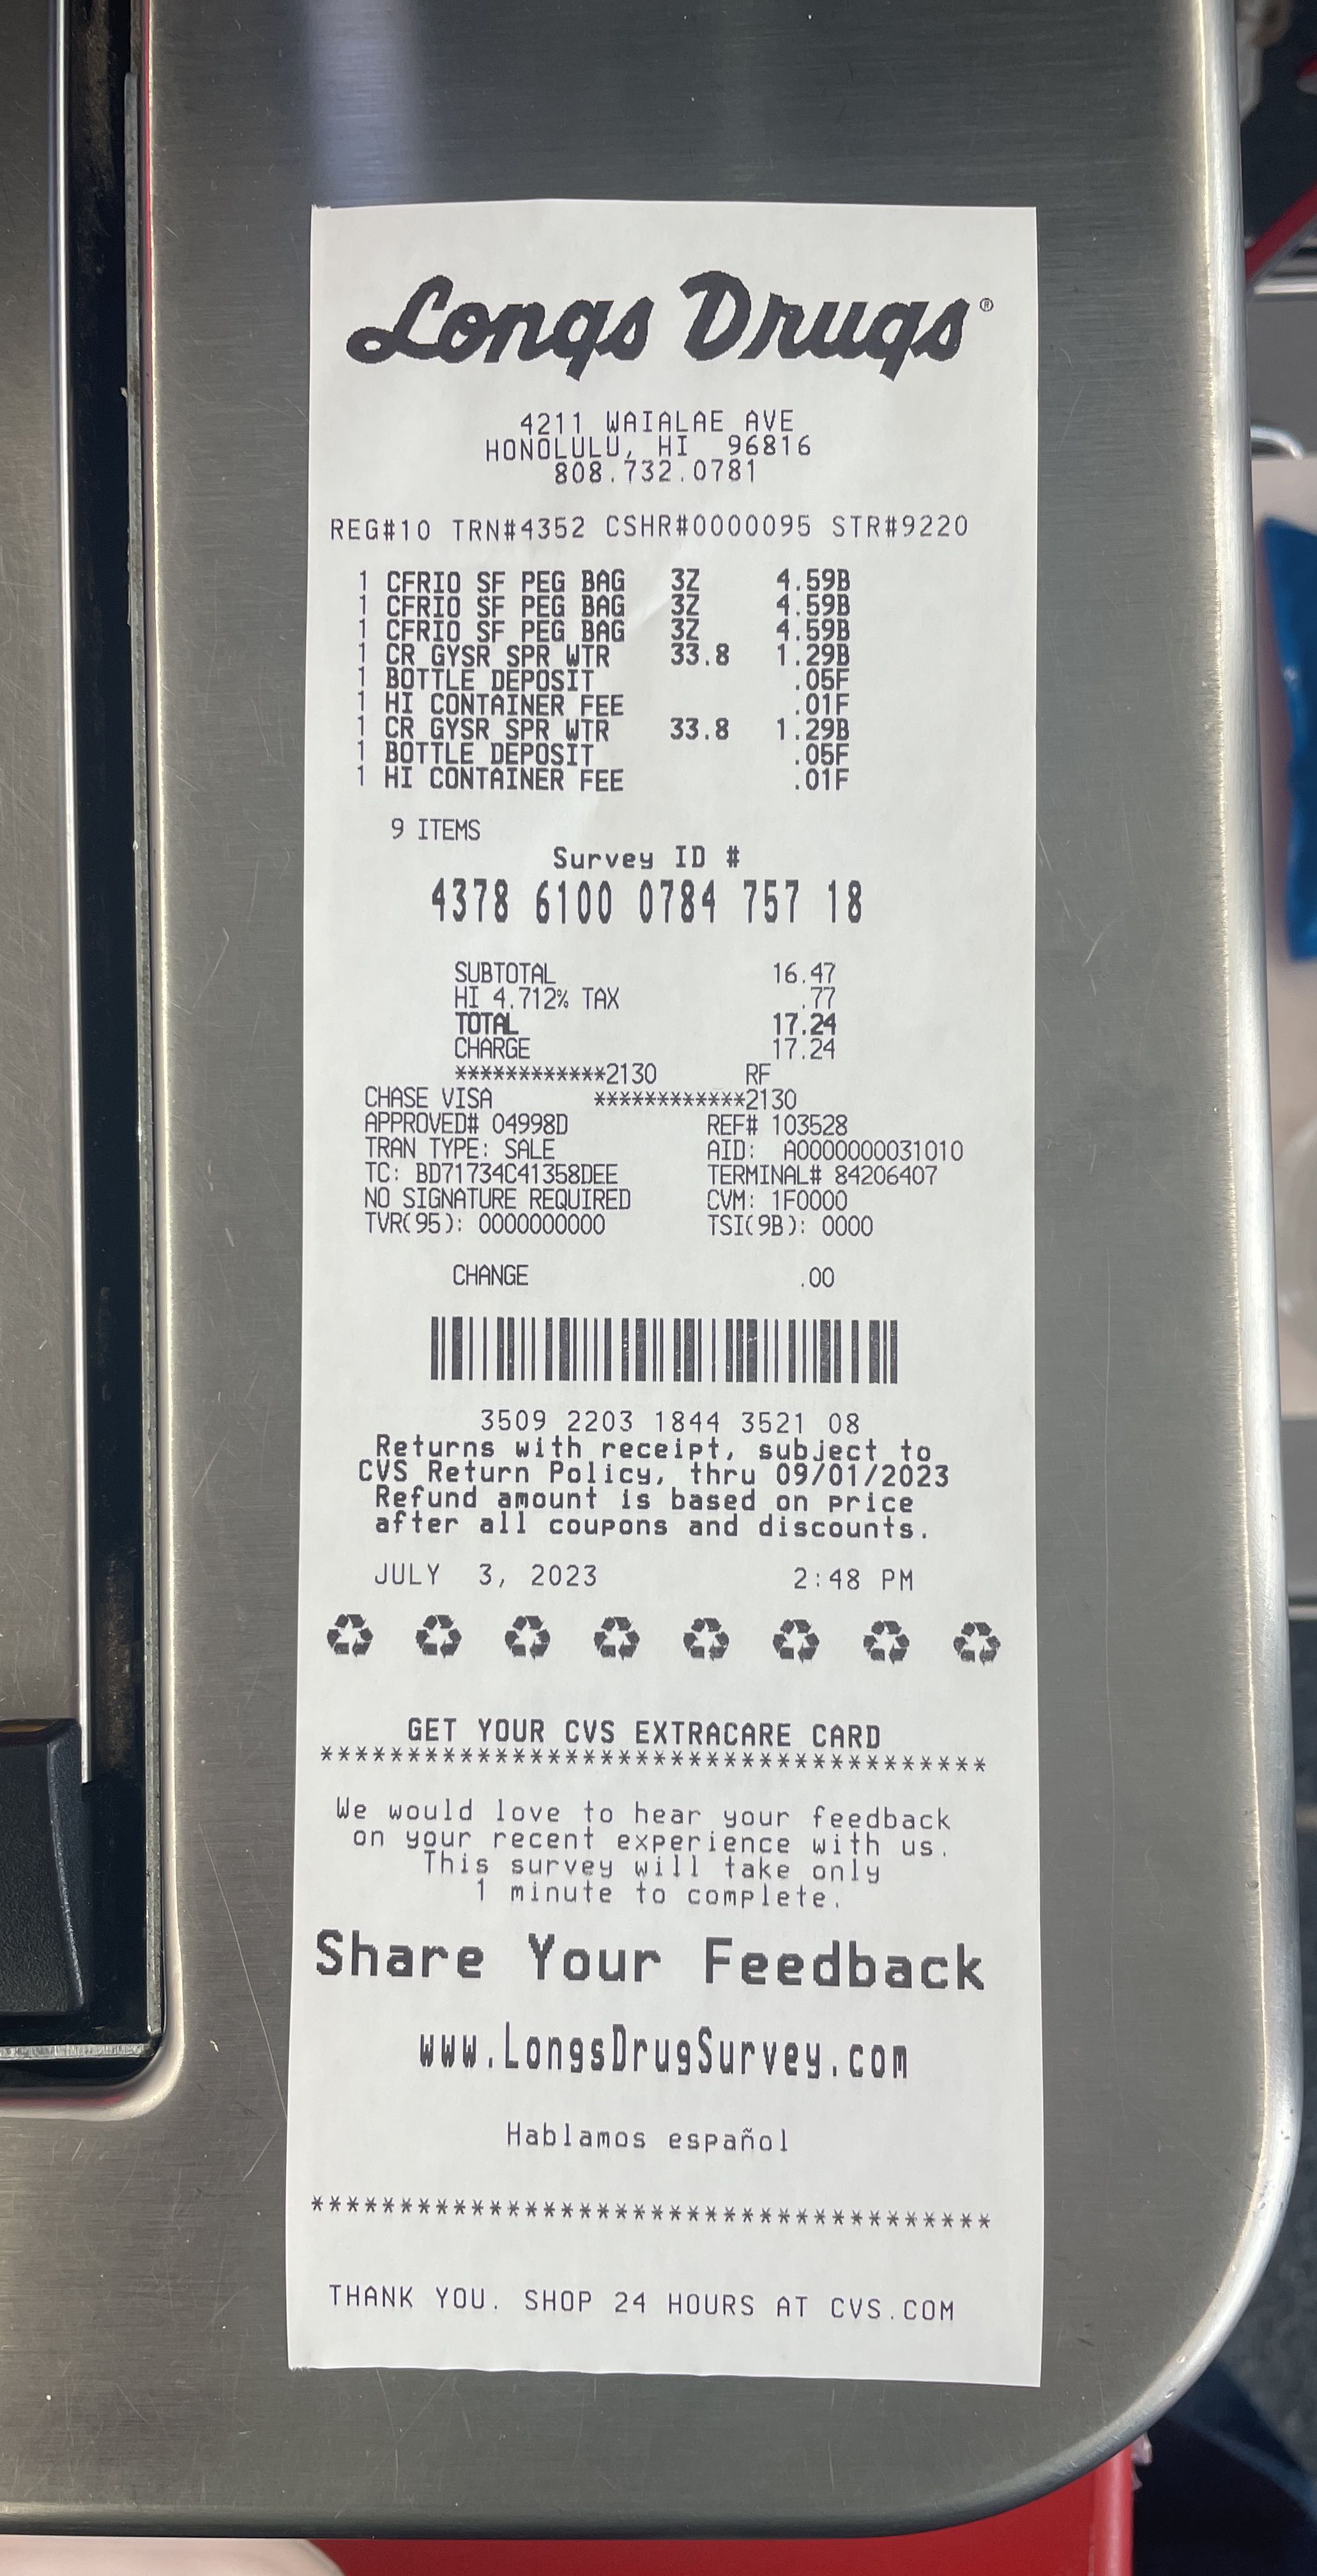 Longs Drugs®
4211 WAIALAE AVE
HONOLULU, HI 96816
808.732.0781
REG#10 TRN#4352 CSHR#0000095 STR#9220
1 CFRIO SF PEG BAG 3Z 4.59B
1 CFRIO SF PEG BAG 3Z 4.59B
1 CFRIO SF PEG BAG 3Z 4.59B
1 CR GYSR SPR WTR 33.8 1.29B
1 BOTTLE DEPOSIT .05F
1 HI CONTAINER FEE .01F
1 CR GYSR SPR WTR 33.8 1.29B
1 BOTTLE DEPOSIT .05F
1 HI CONTAINER FEE .01F
9 ITEMS
Survey ID #
4378 6100 0784 757 18
SUBTOTAL 16.47
HI 4.712% TAX .77
TOTAL 17.24
CHARGE 17.24
************2130 RF
CHASE VISA ************2130
APPROVED# 04998D REF# 103528
TRAN TYPE: SALE AID: A0000000031010
TC: BD71734C41358DEE TERMINAL# 84206407
NO SIGNATURE REQUIRED CVM: 1F0000
TVR(95): 0000000000 TSI(9B): 0000
CHANGE .00
3509 2203 1844 3521 08
Returns with receipt, subject to
CVS Return Policy, thru 09/01/2023
Refund amount is based on price
after all coupons and discounts.
JULY 3, 2023 2:48 PM
GET YOUR CVS EXTRACARE CARD
**************************************
We would love to hear your feedback
on your recent experience with us.
This survey will take only
1 minute to complete.
Share Your Feedback
www.LongsDrugSurvey.com
Hablamos español
**************************************
THANK YOU. SHOP 24 HOURS AT CVS.COM